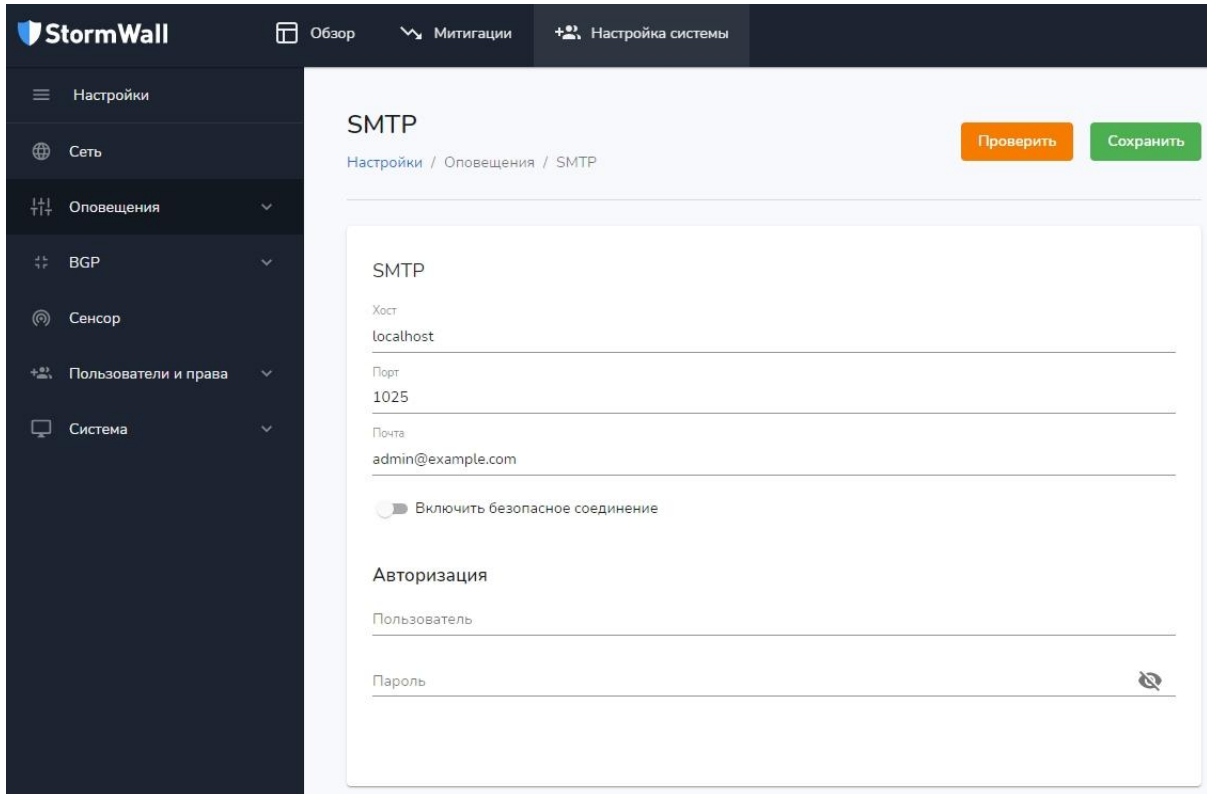 StormWall
Обзор
Митигации
Настройка системы
Настройки
Сеть
Оповещения
BGP
Сенсор
Пользователи и права
Система
SMTP
Настройки / Оповещения / SMTP
Проверить
Сохранить
SMTP
Хост
localhost
Порт
1025
Почта
admin@example.com
Включить безопасное соединение
Авторизация
Пользователь
Пароль